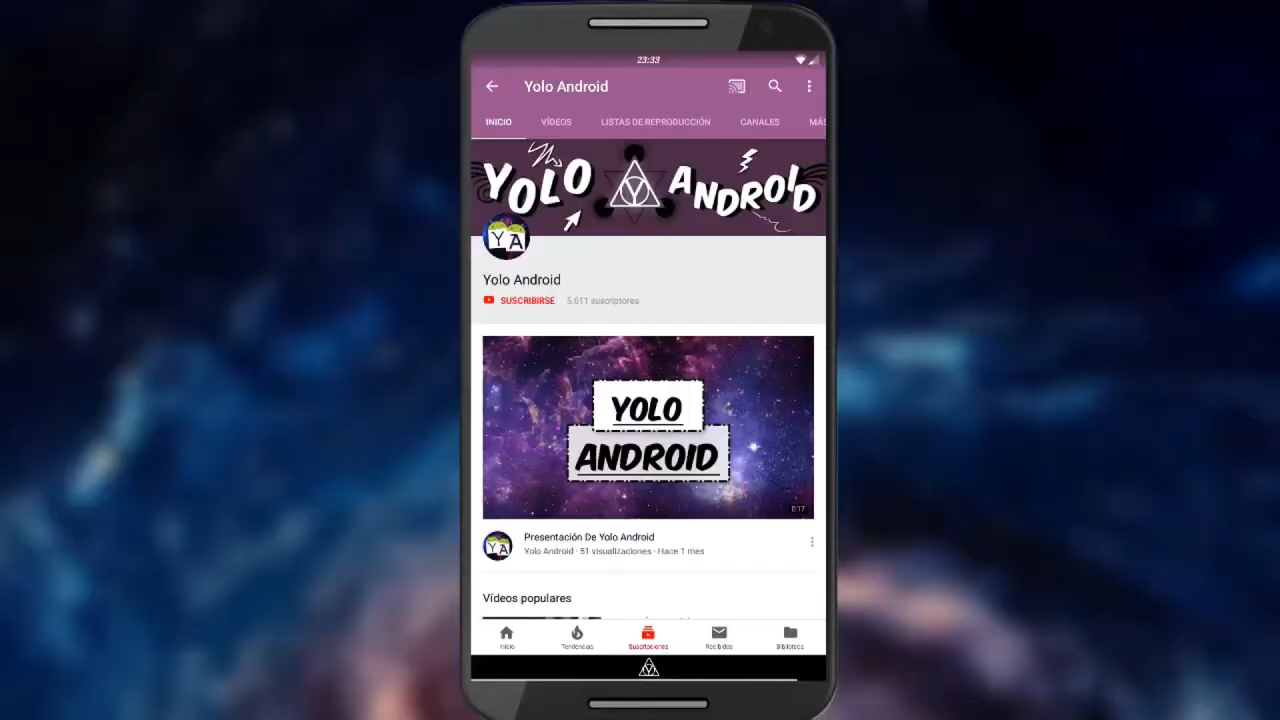 23:33
Yolo Android
INICIO VÍDEOS LISTAS DE REPRODUCCIÓN CANALES MÁS
YOLO Y ANDROID
YA
Yolo Android
SUSCRIBIRSE 5.611 suscriptores
YOLO
ANDROID
0:17
YA
Presentación De Yolo Android
Yolo Android · 51 visualizaciones · Hace 1 mes
Vídeos populares
Inicio Tendencias Suscripciones Recibidos Biblioteca
Y